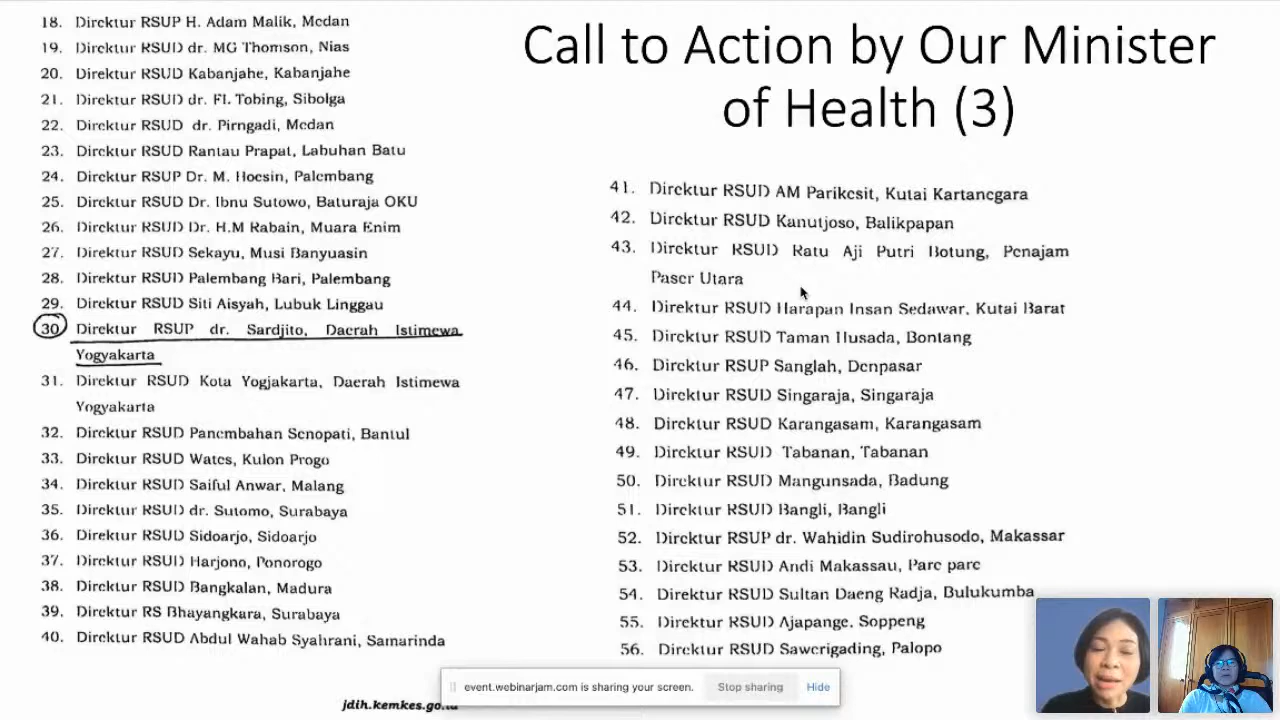 18. Direktur RSUP H. Adam Malik, Medan
19. Direktur RSUD dr. MG Thomson, Nias
20. Direktur RSUD Kabanjahe, Kabanjahe
21. Direktur RSUD dr. Fl. Tobing, Sibolga
22. Direktur RSUD dr. Pirngadi, Medan
23. Direktur RSUD Rantau Prapat, Labuhan Batu
24. Direktur RSUP Dr. M. Hoesin, Palembang
25. Direktur RSUD Dr. Ibnu Sutowo, Baturaja OKU
26. Direktur RSUD Dr. H.M Rabain, Muara Enim
27. Direktur RSUD Sekayu, Musi Banyuasin
28. Direktur RSUD Palembang Bari, Palembang
29. Direktur RSUD Siti Aisyah, Lubuk Linggau
30 Direktur RSUP dr. Sardjito, Daerah Istimewa
Yogyakarta
31. Direktur RSUD Kota Yogjakarta, Daerah Istimewa
Yogyakarta
32. Direktur RSUD Panembahan Senopati, Bantul
33. Direktur RSUD Wates, Kulon Progo
34. Direktur RSUD Saiful Anwar, Malang
35. Direktur RSUD dr. Sutomo, Surabaya
36. Direktur RSUD Sidoarjo, Sidoarjo
37. Direktur RSUD Harjono, Ponorogo
38. Direktur RSUD Bangkalan, Madura
39. Direktur RS Bhayangkara, Surabaya
40. Direktur RSUD Abdul Wahab Syahrani, Samarinda
jdih.kemkes.go.id
Call to Action by Our Minister
of Health (3)
41. Direktur RSUD AM Parikesit, Kutai Kartanegara
42. Direktur RSUD Kanutjoso, Balikpapan
43. Direktur RSUD Ratu Aji Putri Botung, Penajam
Paser Utara
44. Direktur RSUD Harapan Insan Sedawar, Kutai Barat
45. Direktur RSUD Taman Husada, Bontang
46. Direktur RSUP Sanglah, Denpasar
47. Direktur RSUD Singaraja, Singaraja
48. Direktur RSUD Karangasam, Karangasam
49. Direktur RSUD Tabanan, Tabanan
50. Direktur RSUD Mangunsada, Badung
51. Direktur RSUD Bangli, Bangli
52. Direktur RSUP dr. Wahidin Sudirohusodo, Makassar
53. Direktur RSUD Andi Makassau, Pare pare
54. Direktur RSUD Sultan Daeng Radja, Bulukumba
55. Direktur RSUD Ajapange, Soppeng
56. Direktur RSUD Sawerigading, Palopo
event.webinarjam.com is sharing your screen. Stop sharing Hide